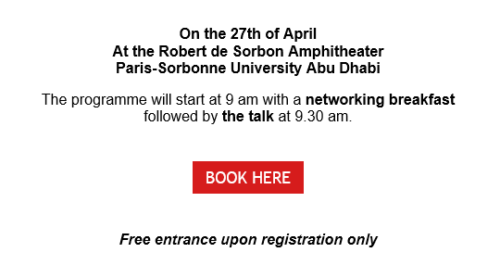 On the 27th of April
At the Robert de Sorbon Amphitheater
Paris-Sorbonne University Abu Dhabi
The programme will start at 9 am with a networking breakfast
followed by the talk at 9.30 am.
BOOK HERE
Free entrance upon registration only